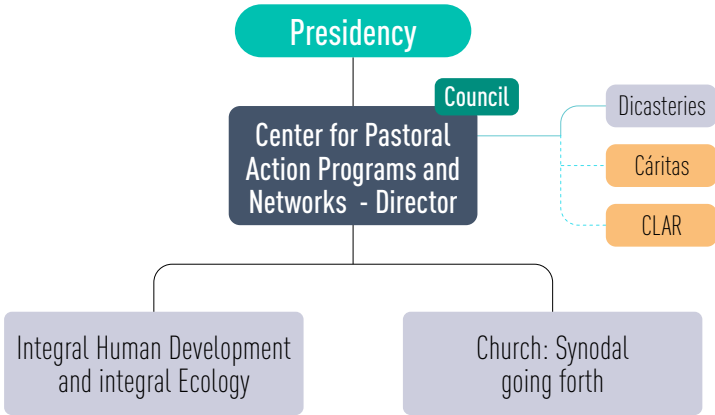 Presidency
Council
Center for Pastoral
Action Programs and
Networks - Director
Dicasteries
Cáritas
CLAR
Integral Human Development
and integral Ecology
Church: Synodal
going forth